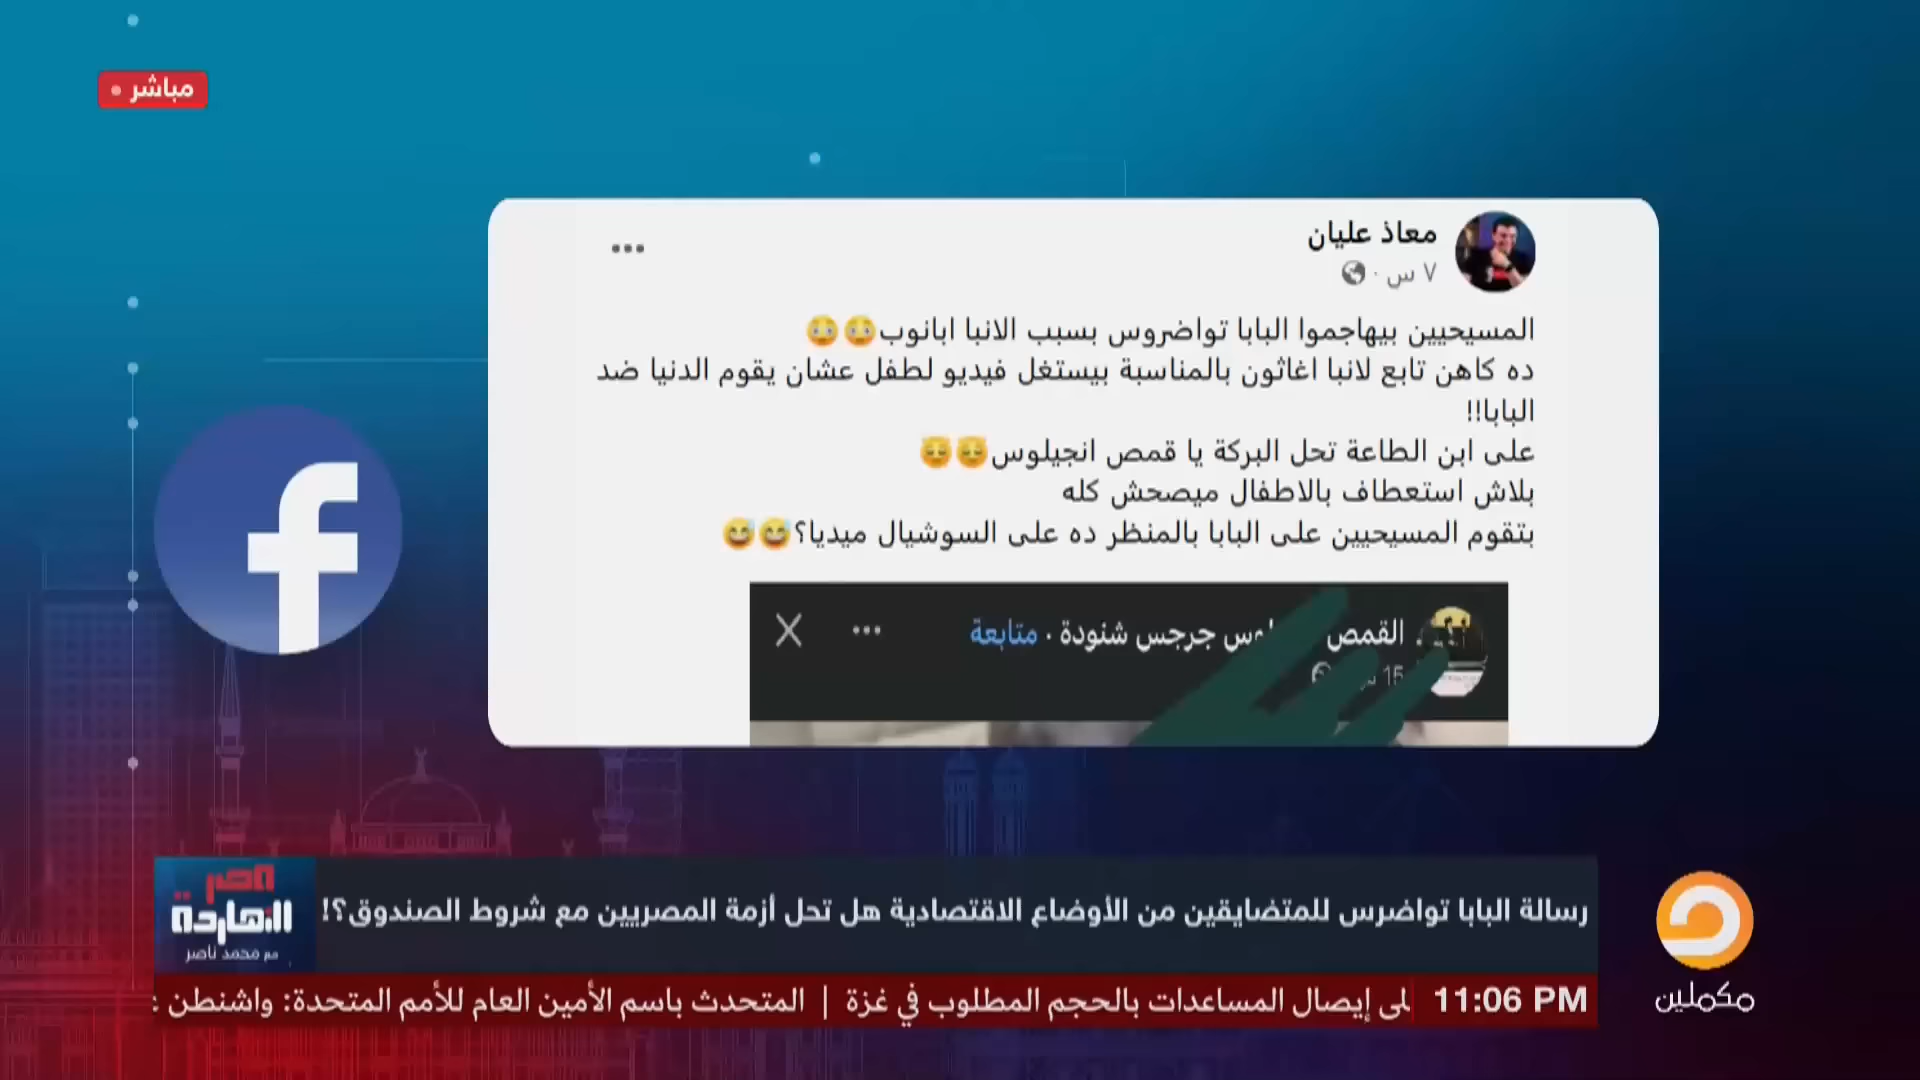 مباشر
معاذ عليان
٧ س
المسيحيين بيهاجموا البابا تواضروس بسبب الانبا ابانوب😳😳
ده كاهن تابع لانبا اغاثون بالمناسبة بيستغل فيديو لطفل عشان يقوم الدنيا ضد
البابا!!
على ابن الطاعة تحل البركة يا قمص انجيلوس😇😇
بلاش استعطاف بالاطفال ميصحش كله
بتقوم المسيحيين على البابا بالمنظر ده على السوشيال ميديا؟😅😅
القمص جرجس شنودة · متابعة
15
رسالة البابا تواضرس للمتضايقين من الأوضاع الاقتصادية هل تحل أزمة المصريين مع شروط الصندوق؟!
مصر
النهاردة
مع محمد ناصر
11:06 PM لى إيصال المساعدات بالحجم المطلوب في غزة | المتحدث باسم الأمين العام للأمم المتحدة: واشنطن
مكملين